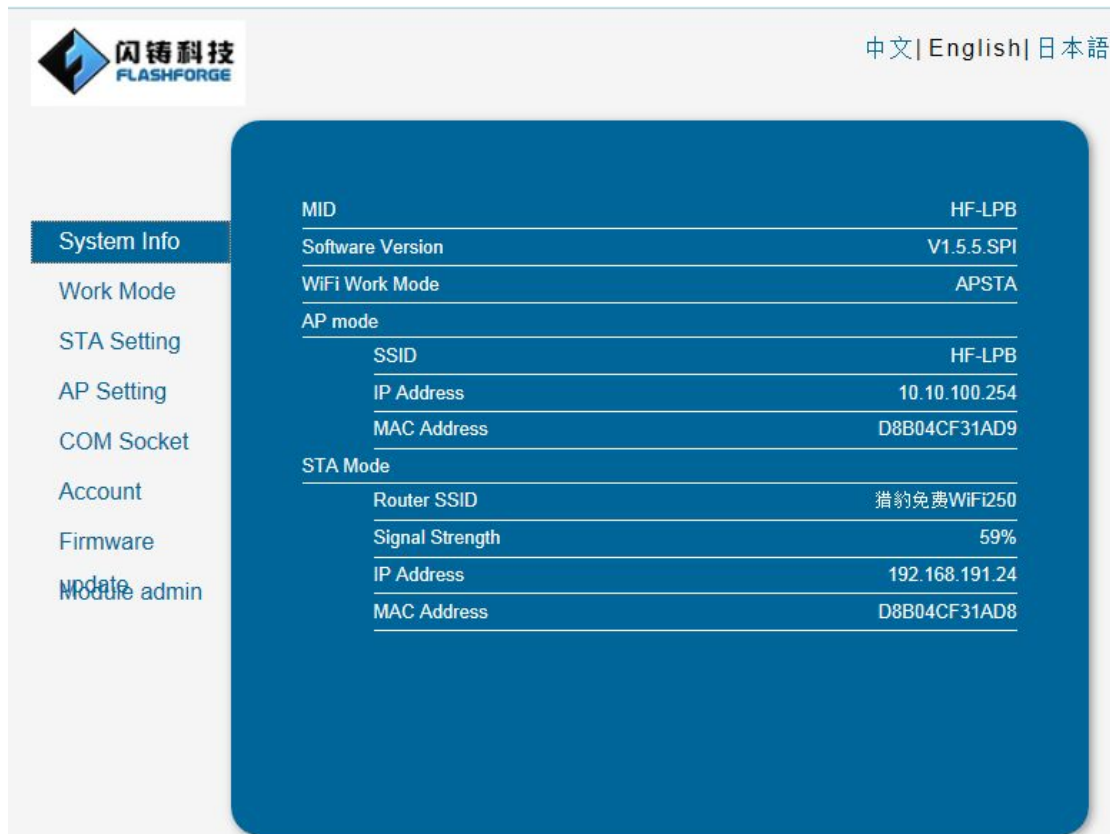 闪铸科技
FLASHFORGE
中文| English| 日本語
System Info
Work Mode
STA Setting
AP Setting
COM Socket
Account
Firmware
update
Module admin
MID HF-LPB
Software Version V1.5.5.SPI
WiFi Work Mode APSTA
AP mode
SSID HF-LPB
IP Address 10.10.100.254
MAC Address D8B04CF31AD9
STA Mode
Router SSID 猎豹免费WiFi250
Signal Strength 59%
IP Address 192.168.191.24
MAC Address D8B04CF31AD8